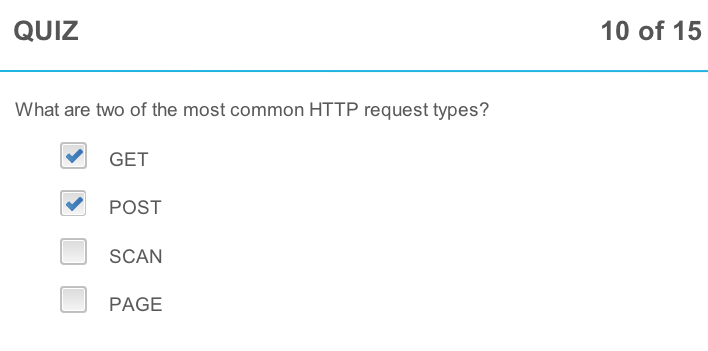 QUIZ 10 of 15
What are two of the most common HTTP request types?
GET
POST
SCAN
PAGE